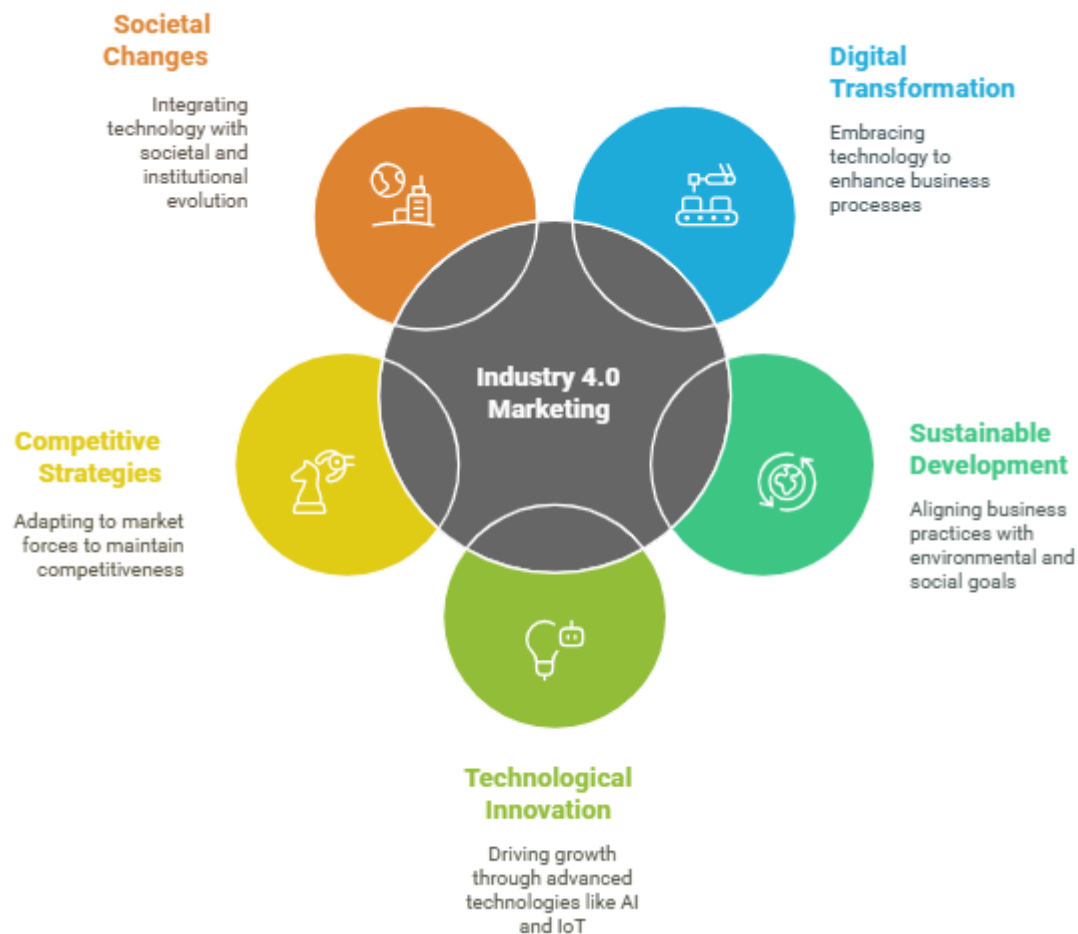 Societal
Changes
Integrating
technology with
societal and
institutional
evolution
Digital
Transformation
Embracing
technology to
enhance business
processes
Industry 4.0
Marketing
Competitive
Strategies
Adapting to market
forces to maintain
competitiveness
Sustainable
Development
Aligning business
practices with
environmental and
social goals
Technological
Innovation
Driving growth
through advanced
technologies like AI
and IoT